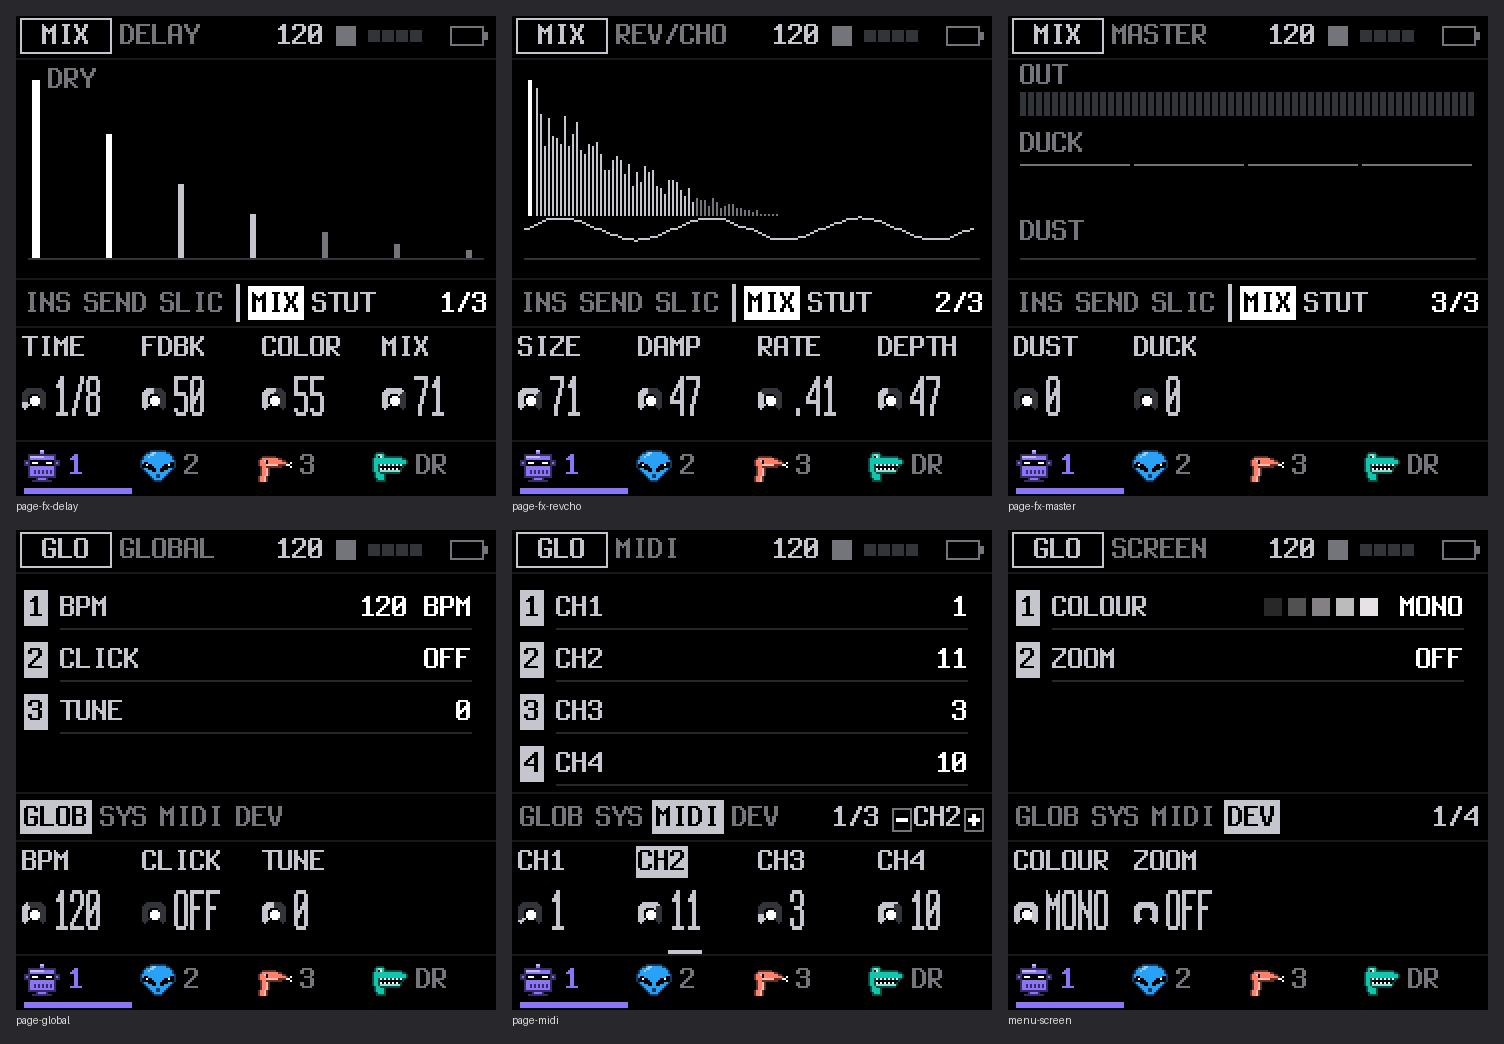 MIX DELAY 120
DRY
INS SEND SLIC MIX STUT 1/3
TIME FDBK COLOR MIX
1/8 50 55 71
1 2 3 DR
page-fx-delay
MIX REV/CHO 120
INS SEND SLIC MIX STUT 2/3
SIZE DAMP RATE DEPTH
71 47 .41 47
1 2 3 DR
page-fx-revcho
MIX MASTER 120
OUT
DUCK
DUST
INS SEND SLIC MIX STUT 3/3
DUST DUCK
0 0
1 2 3 DR
page-fx-master
GLO GLOBAL 120
1 BPM 120 BPM
2 CLICK OFF
3 TUNE 0
GLOB SYS MIDI DEV
BPM CLICK TUNE
120 OFF 0
1 2 3 DR
page-global
GLO MIDI 120
1 CH1 1
2 CH2 11
3 CH3 3
4 CH4 10
GLOB SYS MIDI DEV 1/3 -CH2+
CH1 CH2 CH3 CH4
1 11 3 10
1 2 3 DR
page-midi
GLO SCREEN 120
1 COLOUR MONO
2 ZOOM OFF
GLOB SYS MIDI DEV 1/4
COLOUR ZOOM
MONO OFF
1 2 3 DR
menu-screen